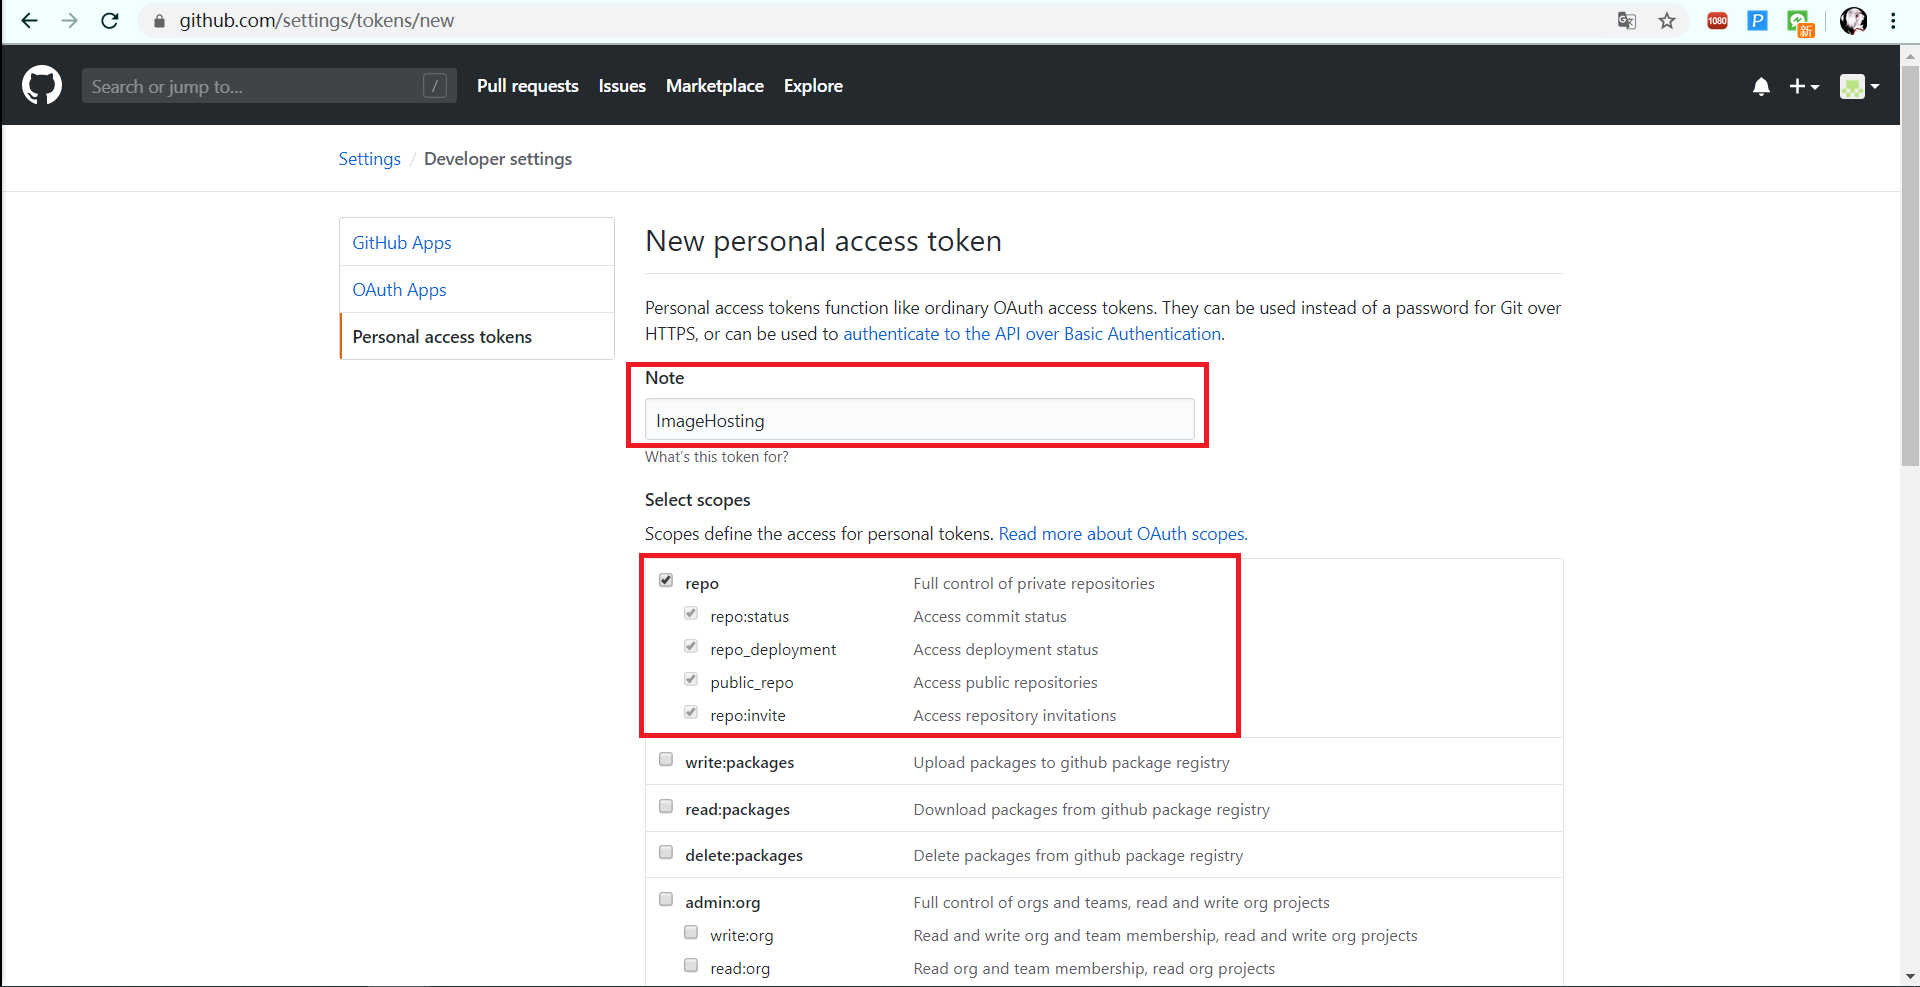 github.com/settings/tokens/new
1080
P
新
Search or jump to...
/
Pull requests Issues Marketplace Explore
Settings / Developer settings
GitHub Apps
OAuth Apps
Personal access tokens
New personal access token
Personal access tokens function like ordinary OAuth access tokens. They can be used instead of a password for Git over
HTTPS, or can be used to authenticate to the API over Basic Authentication.
Note
ImageHosting
What's this token for?
Select scopes
Scopes define the access for personal tokens. Read more about OAuth scopes.
repo Full control of private repositories
repo:status Access commit status
repo_deployment Access deployment status
public_repo Access public repositories
repo:invite Access repository invitations
write:packages Upload packages to github package registry
read:packages Download packages from github package registry
delete:packages Delete packages from github package registry
admin:org Full control of orgs and teams, read and write org projects
write:org Read and write org and team membership, read and write org projects
read:org Read org and team membership, read org projects